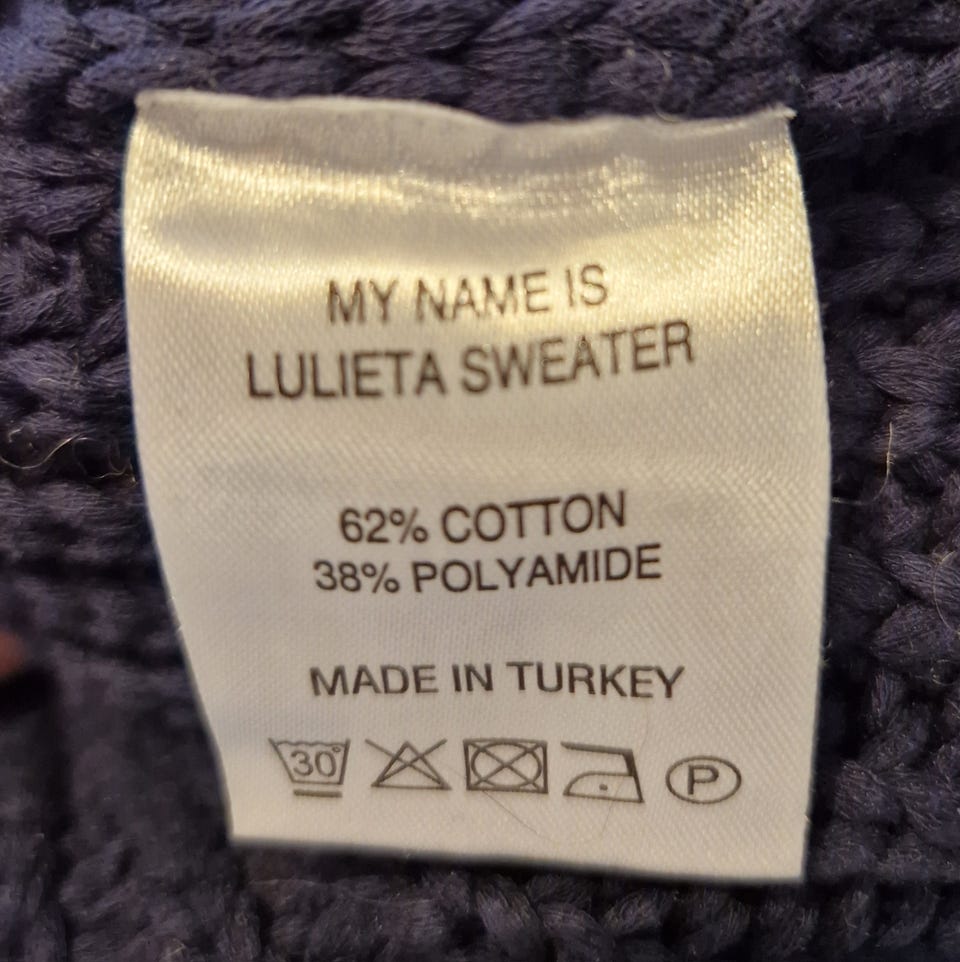 MY NAME IS
LULIETA SWEATER
62% COTTON
38% POLYAMIDE
MADE IN TURKEY
30° P